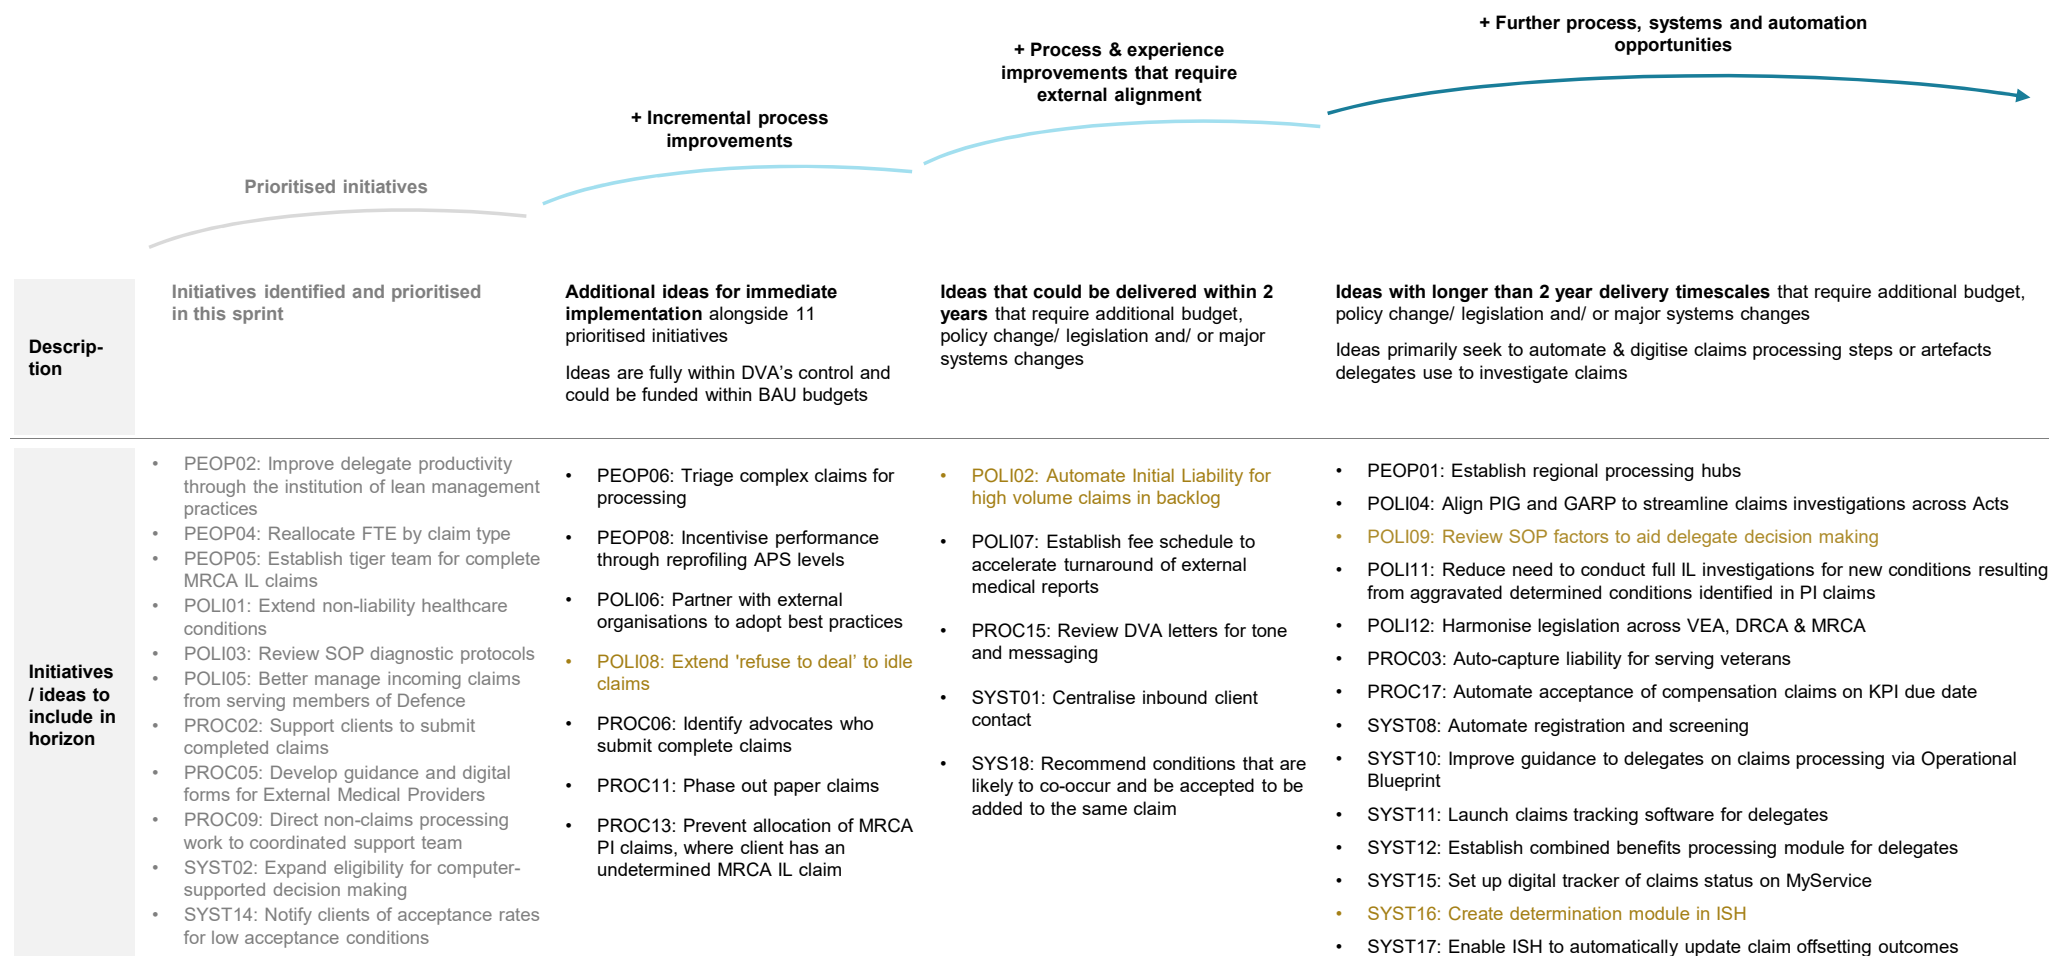 + Further process, systems and automation
opportunities
+ Process & experience
improvements that require
external alignment
+ Incremental process
improvements
Prioritised initiatives
Descrip-
tion
Initiatives identified and prioritised
in this sprint
Additional ideas for immediate
implementation alongside 11
prioritised initiatives
Ideas are fully within DVA's control and
could be funded within BAU budgets
Ideas that could be delivered within 2
years that require additional budget,
policy change/ legislation and/ or major
systems changes
Ideas with longer than 2 year delivery timescales that require additional budget,
policy change/ legislation and/ or major systems changes
Ideas primarily seek to automate & digitise claims processing steps or artefacts
delegates use to investigate claims
Initiatives
/ ideas to
include in
horizon
• PEOP02: Improve delegate productivity
through the institution of lean management
practices
• PEOP04: Reallocate FTE by claim type
• PEOP05: Establish tiger team for complete
MRCA IL claims
• POLI01: Extend non-liability healthcare
conditions
• POLI03: Review SOP diagnostic protocols
• POLI05: Better manage incoming claims
from serving members of Defence
• PROC02: Support clients to submit
completed claims
• PROC05: Develop guidance and digital
forms for External Medical Providers
• PROC09: Direct non-claims processing
work to coordinated support team
• SYST02: Expand eligibility for computer-
supported decision making
• SYST14: Notify clients of acceptance rates
for low acceptance conditions
• PEOP06: Triage complex claims for
processing
• PEOP08: Incentivise performance
through reprofiling APS levels
• POLI06: Partner with external
organisations to adopt best practices
• POLI08: Extend 'refuse to deal’ to idle
claims
• PROC06: Identify advocates who
submit complete claims
• PROC11: Phase out paper claims
• PROC13: Prevent allocation of MRCA
PI claims, where client has an
undetermined MRCA IL claim
• POLI02: Automate Initial Liability for
high volume claims in backlog
• POLI07: Establish fee schedule to
accelerate turnaround of external
medical reports
• PROC15: Review DVA letters for tone
and messaging
• SYST01: Centralise inbound client
contact
• SYS18: Recommend conditions that are
likely to co-occur and be accepted to be
added to the same claim
• PEOP01: Establish regional processing hubs
• POLI04: Align PIG and GARP to streamline claims investigations across Acts
• POLI09: Review SOP factors to aid delegate decision making
• POLI11: Reduce need to conduct full IL investigations for new conditions resulting
from aggravated determined conditions identified in PI claims
• POLI12: Harmonise legislation across VEA, DRCA & MRCA
• PROC03: Auto-capture liability for serving veterans
• PROC17: Automate acceptance of compensation claims on KPI due date
• SYST08: Automate registration and screening
• SYST10: Improve guidance to delegates on claims processing via Operational
Blueprint
• SYST11: Launch claims tracking software for delegates
• SYST12: Establish combined benefits processing module for delegates
• SYST15: Set up digital tracker of claims status on MyService
• SYST16: Create determination module in ISH
• SYST17: Enable ISH to automatically update claim offsetting outcomes